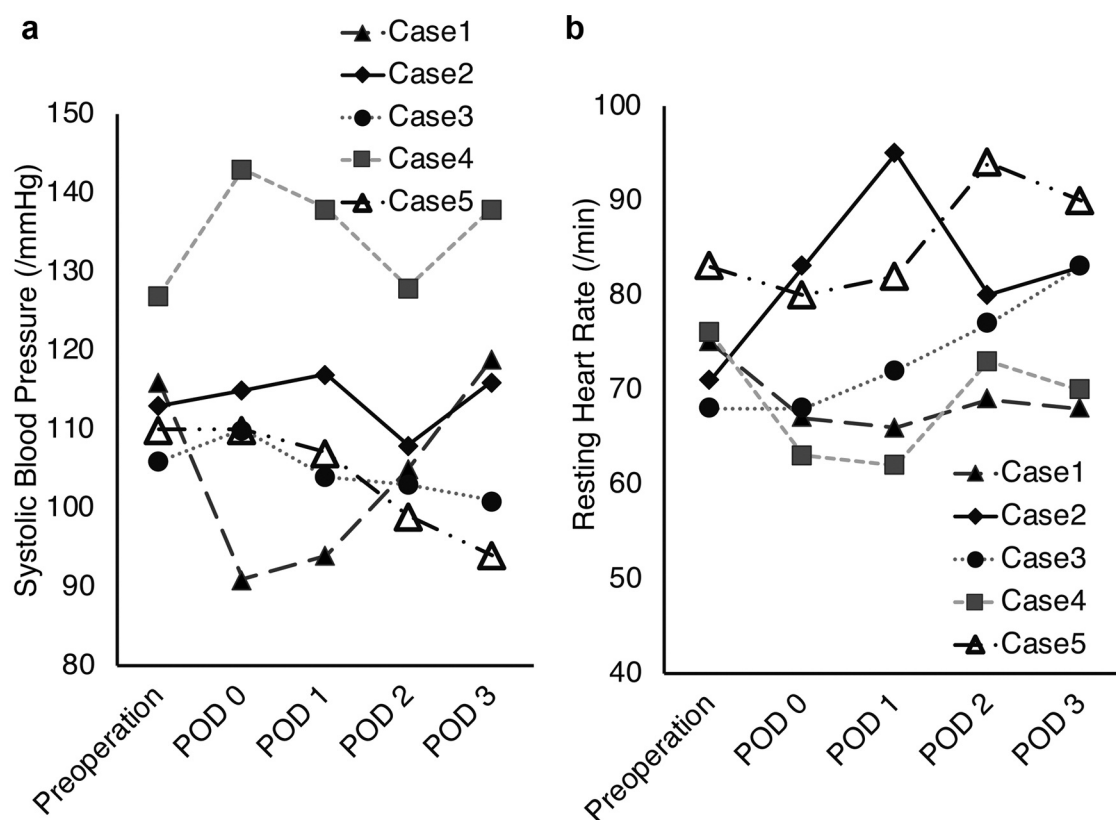 a
Case1
Case2
Case3
Case4
Case5
Systolic Blood Pressure (/mmHg)
150
140
130
120
110
100
90
80
Preoperation
POD 0
POD 1
POD 2
POD 3
b
Resting Heart Rate (/min)
100
90
80
70
60
50
40
Case1
Case2
Case3
Case4
Case5
Preoperation
POD 0
POD 1
POD 2
POD 3